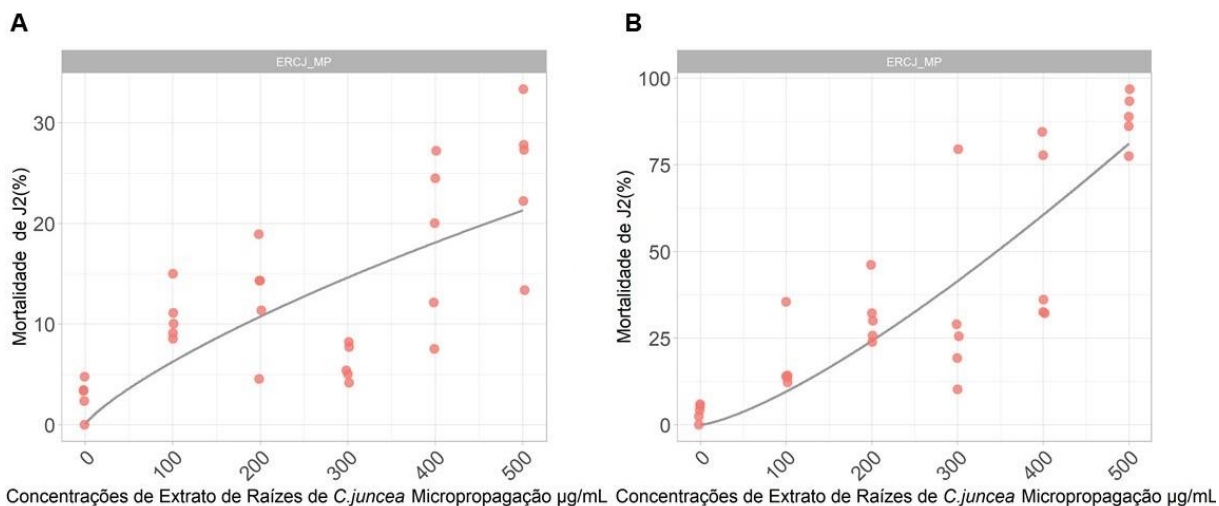 A
ERCJ_MP
Mortalidade de J2(%)
30
20
10
0
0
100
200
300
400
500
Concentrações de Extrato de Raízes de C.juncea Micropropagação µg/mL
B
ERCJ_MP
Mortalidade de J2(%)
100
75
50
25
0
0
100
200
300
400
500
Concentrações de Extrato de Raízes de C.juncea Micropropagação µg/mL